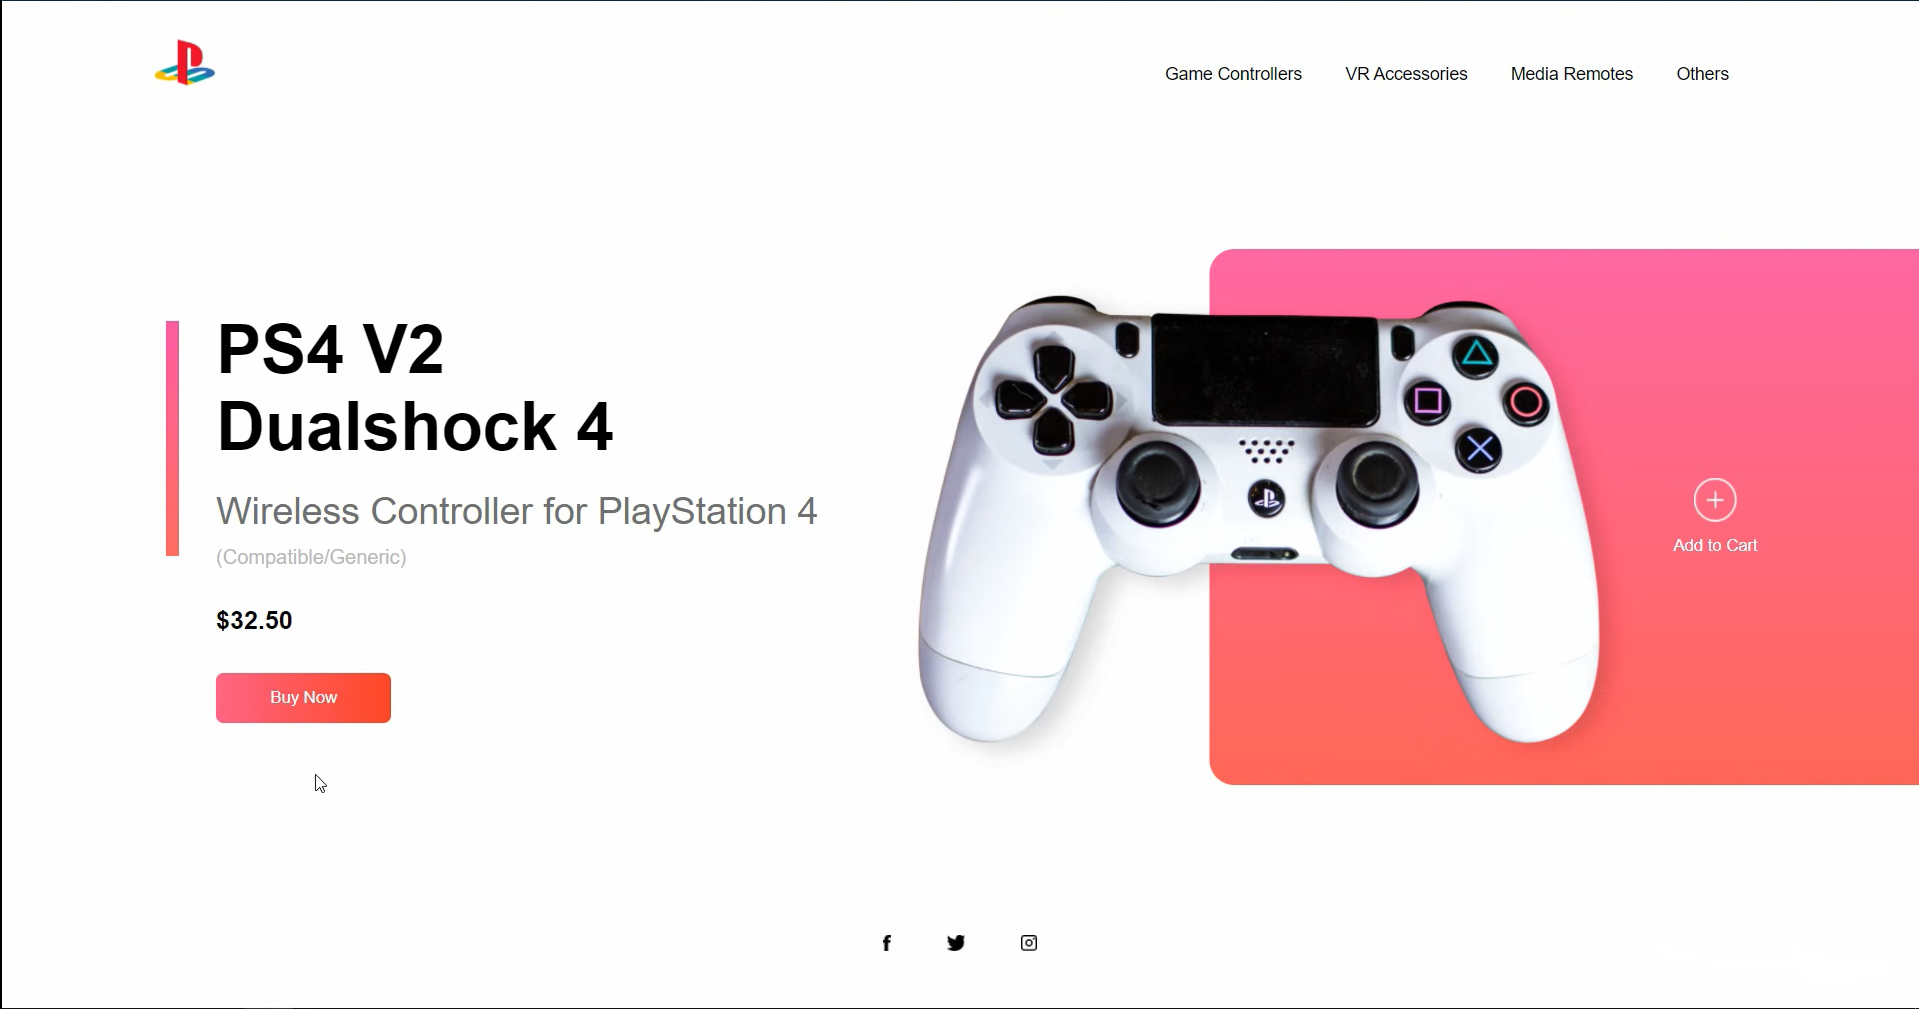 Game Controllers VR Accessories Media Remotes Others
PS4 V2
Dualshock 4
Wireless Controller for PlayStation 4
(Compatible/Generic)
$32.50
Buy Now
Add to Cart